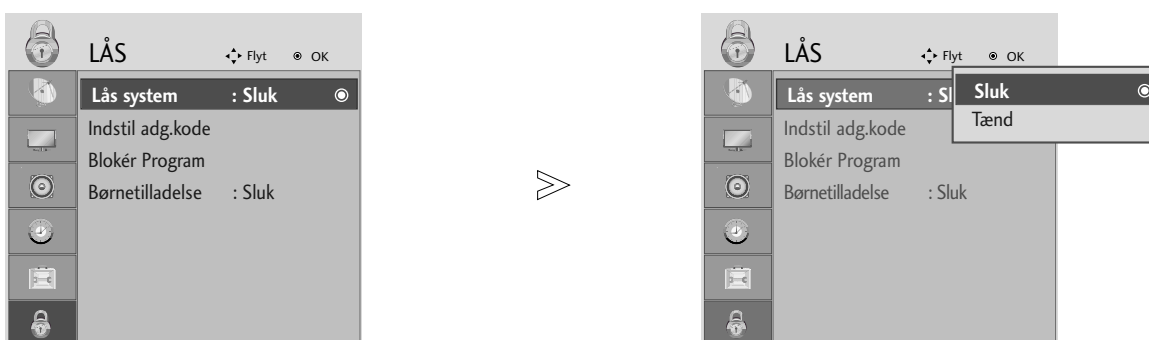 LÅS Flyt OK
Lås system : Sluk
Indstil adg.kode
Blokér Program
Børnetilladelse : Sluk
LÅS Flyt OK
Lås system : Sl
Sluk
Tænd
Indstil adg.kode
Blokér Program
Børnetilladelse : Sluk